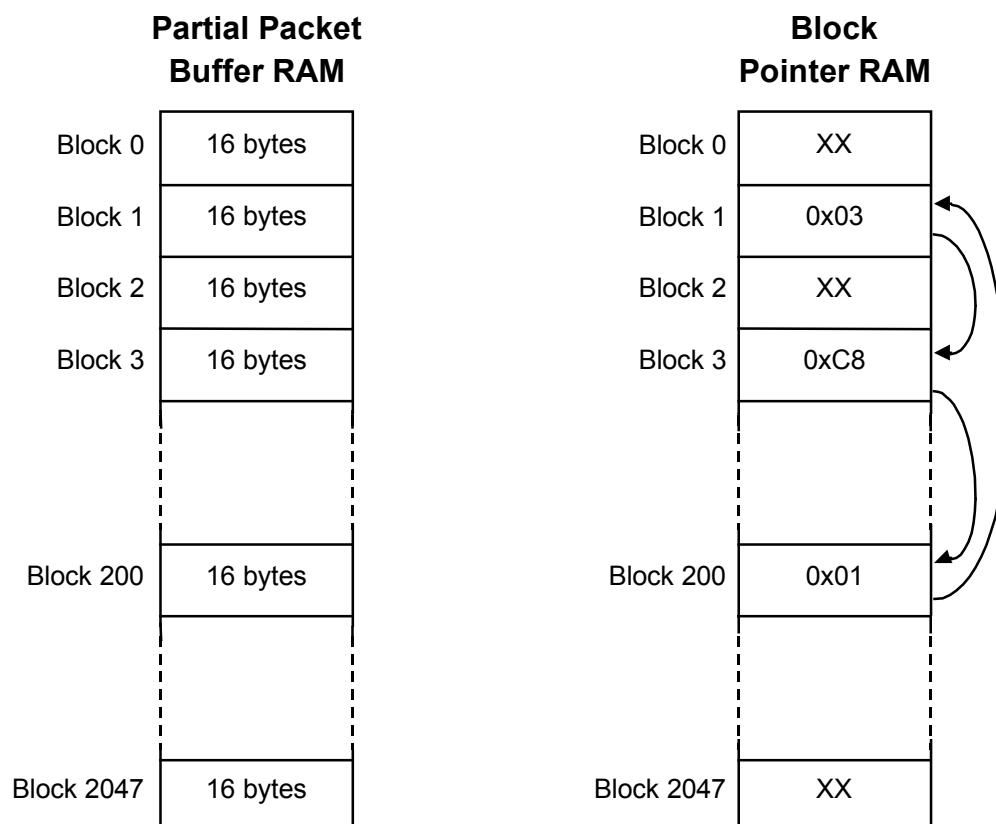 Partial Packet
Buffer RAM
Block 0
16 bytes
Block 1
16 bytes
Block 2
16 bytes
Block 3
16 bytes
Block 200
16 bytes
Block 2047
16 bytes
Block
Pointer RAM
Block 0
XX
Block 1
0x03
Block 2
XX
Block 3
0xC8
Block 200
0x01
Block 2047
XX